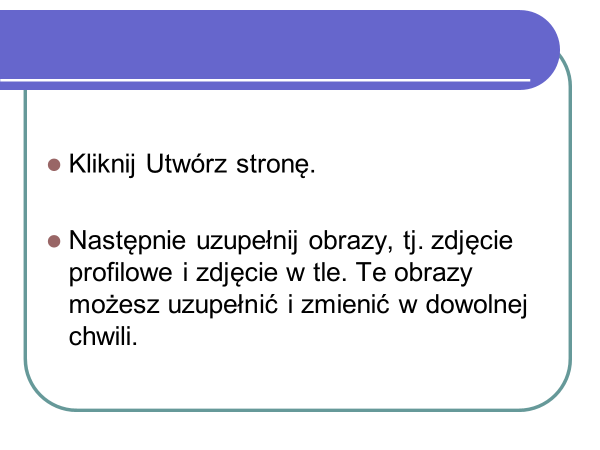 Kliknij Utwórz stronę.
Następnie uzupełnij obrazy, tj. zdjęcie
profilowe i zdjęcie w tle. Te obrazy
możesz uzupełnić i zmienić w dowolnej
chwili.